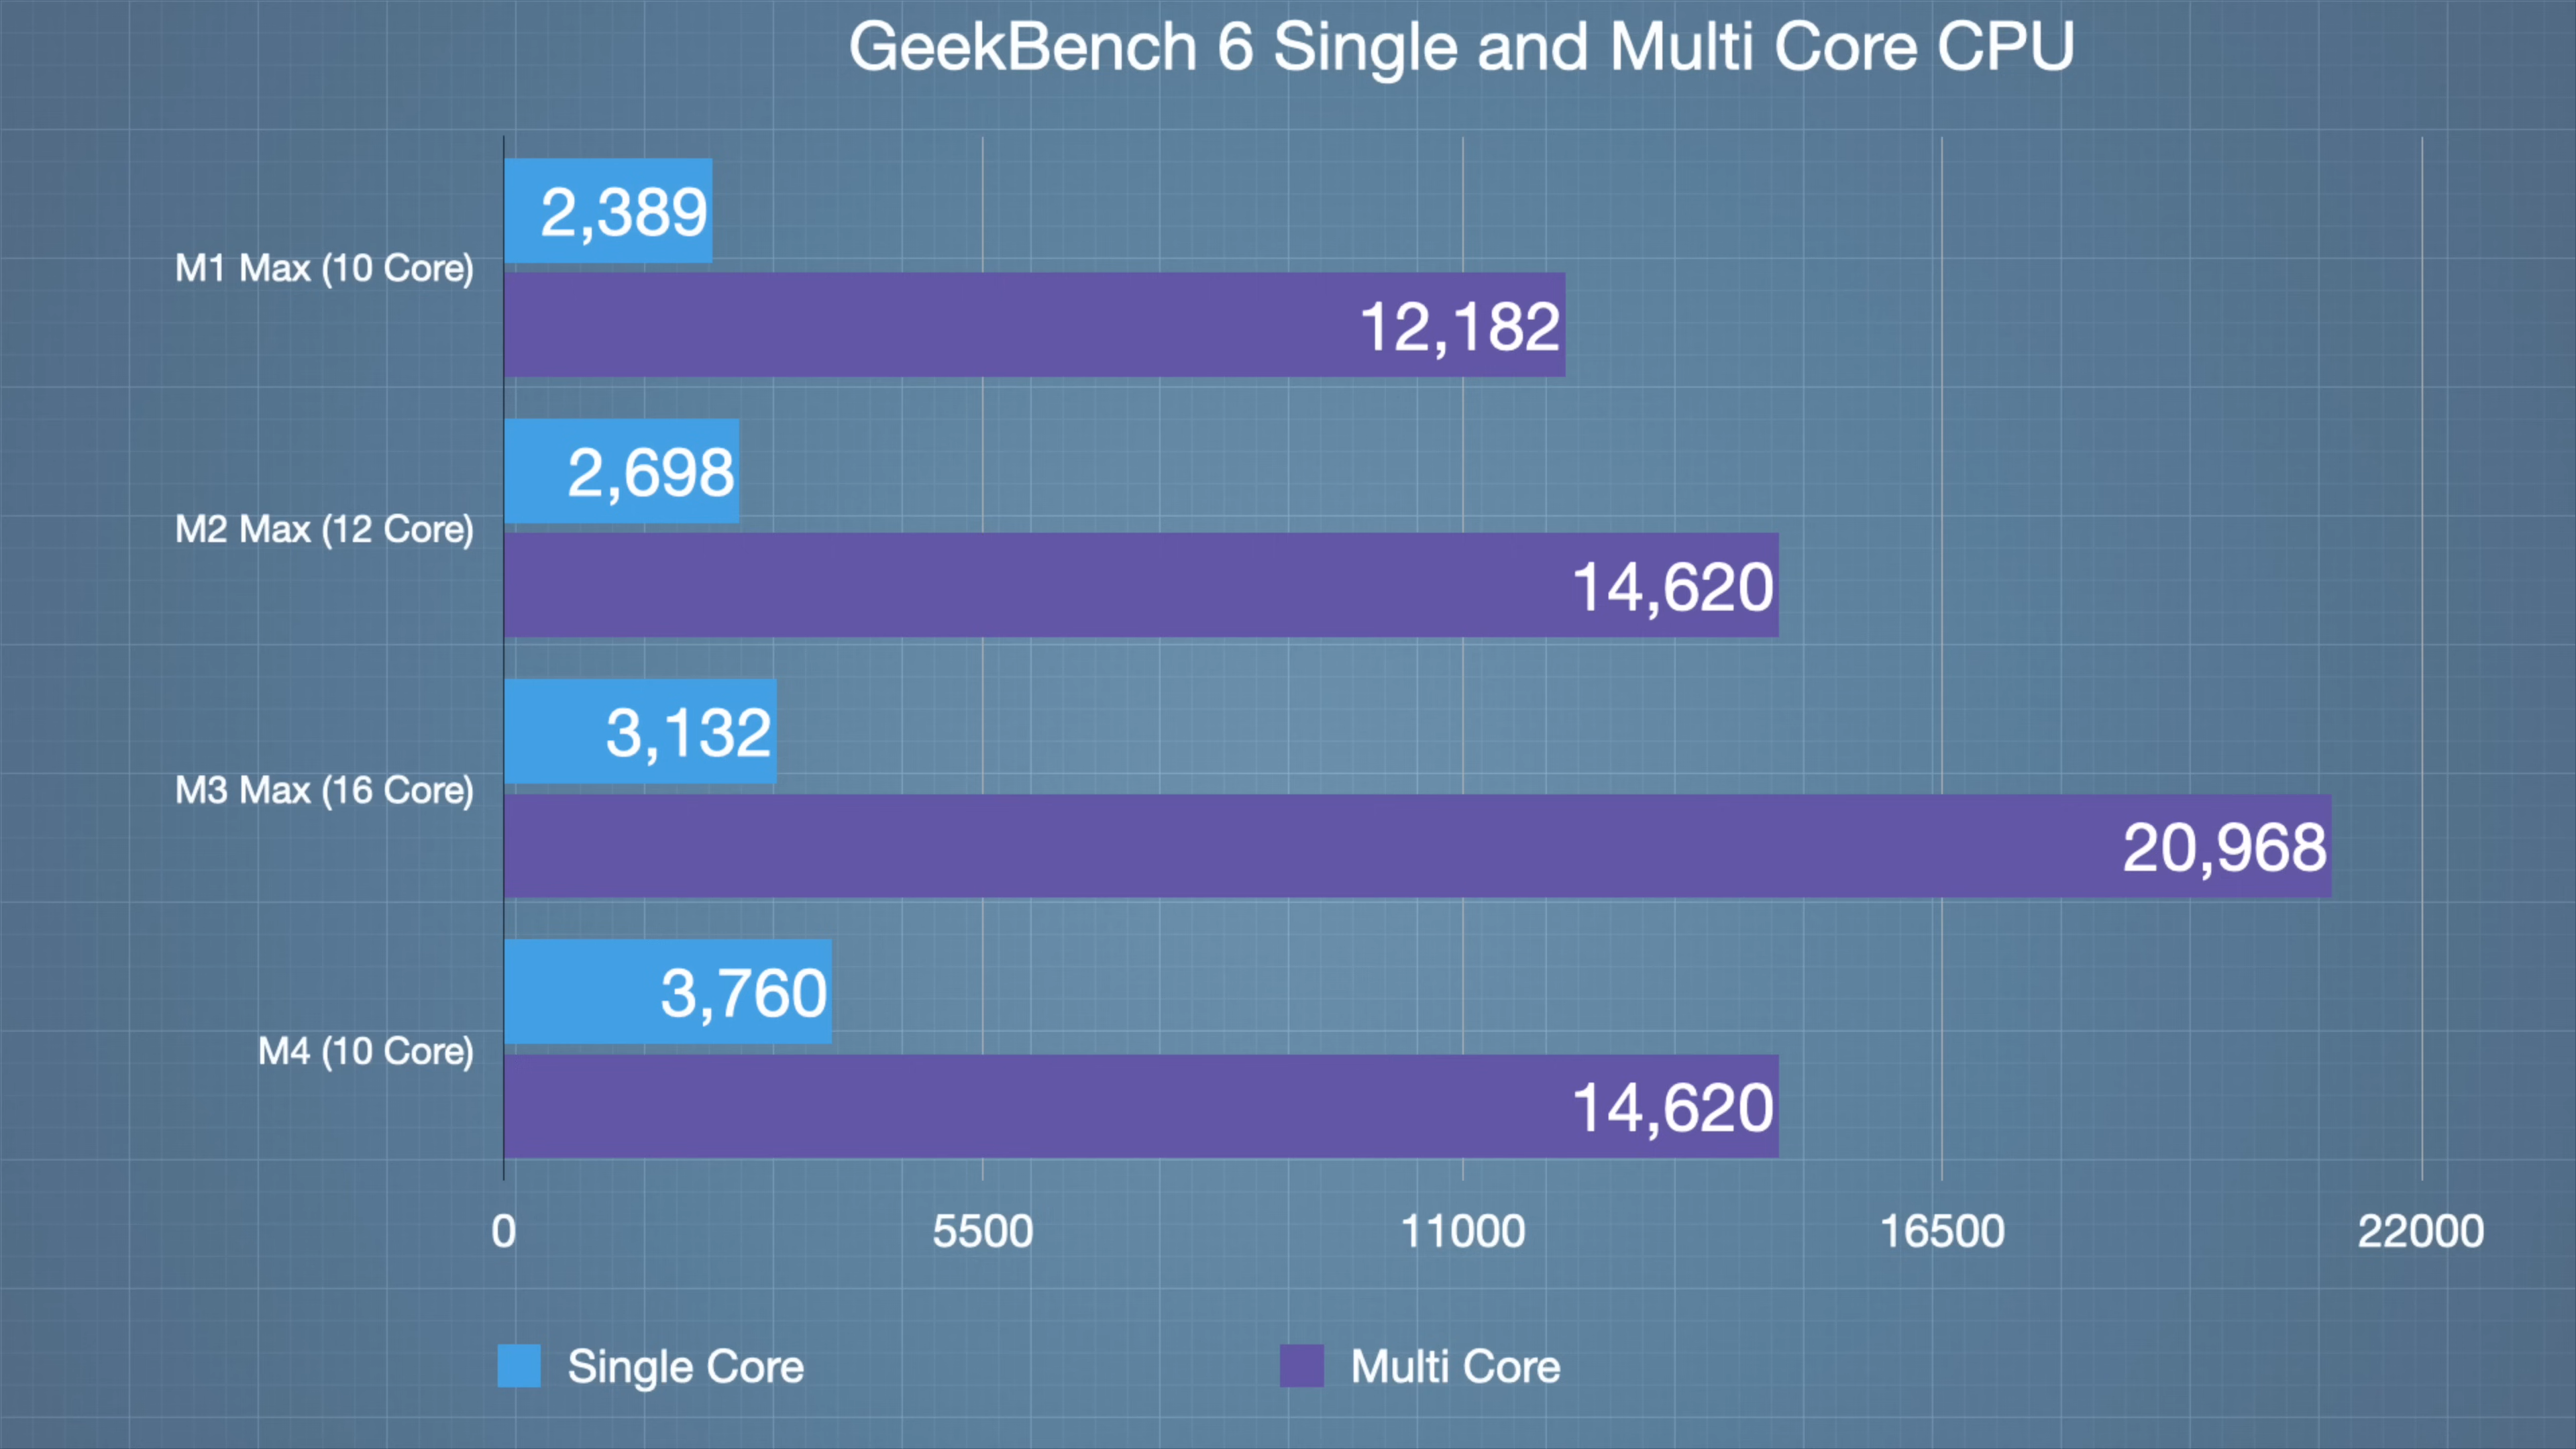 GeekBench 6 Single and Multi Core CPU
2,389
M1 Max (10 Core)
12,182
2,698
M2 Max (12 Core)
14,620
3,132
M3 Max (16 Core)
20,968
3,760
M4 (10 Core)
14,620
0 5500 11000 16500 22000
Single Core Multi Core